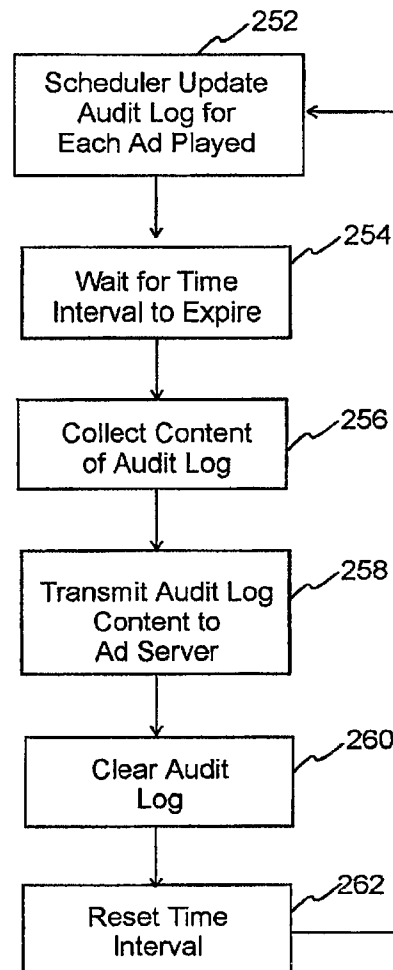 252
Scheduler Update
Audit Log for
Each Ad Played
254
Wait for Time
Interval to Expire
256
Collect Content
of Audit Log
258
Transmit Audit Log
Content to
Ad Server
260
Clear Audit
Log
262
Reset Time
Interval